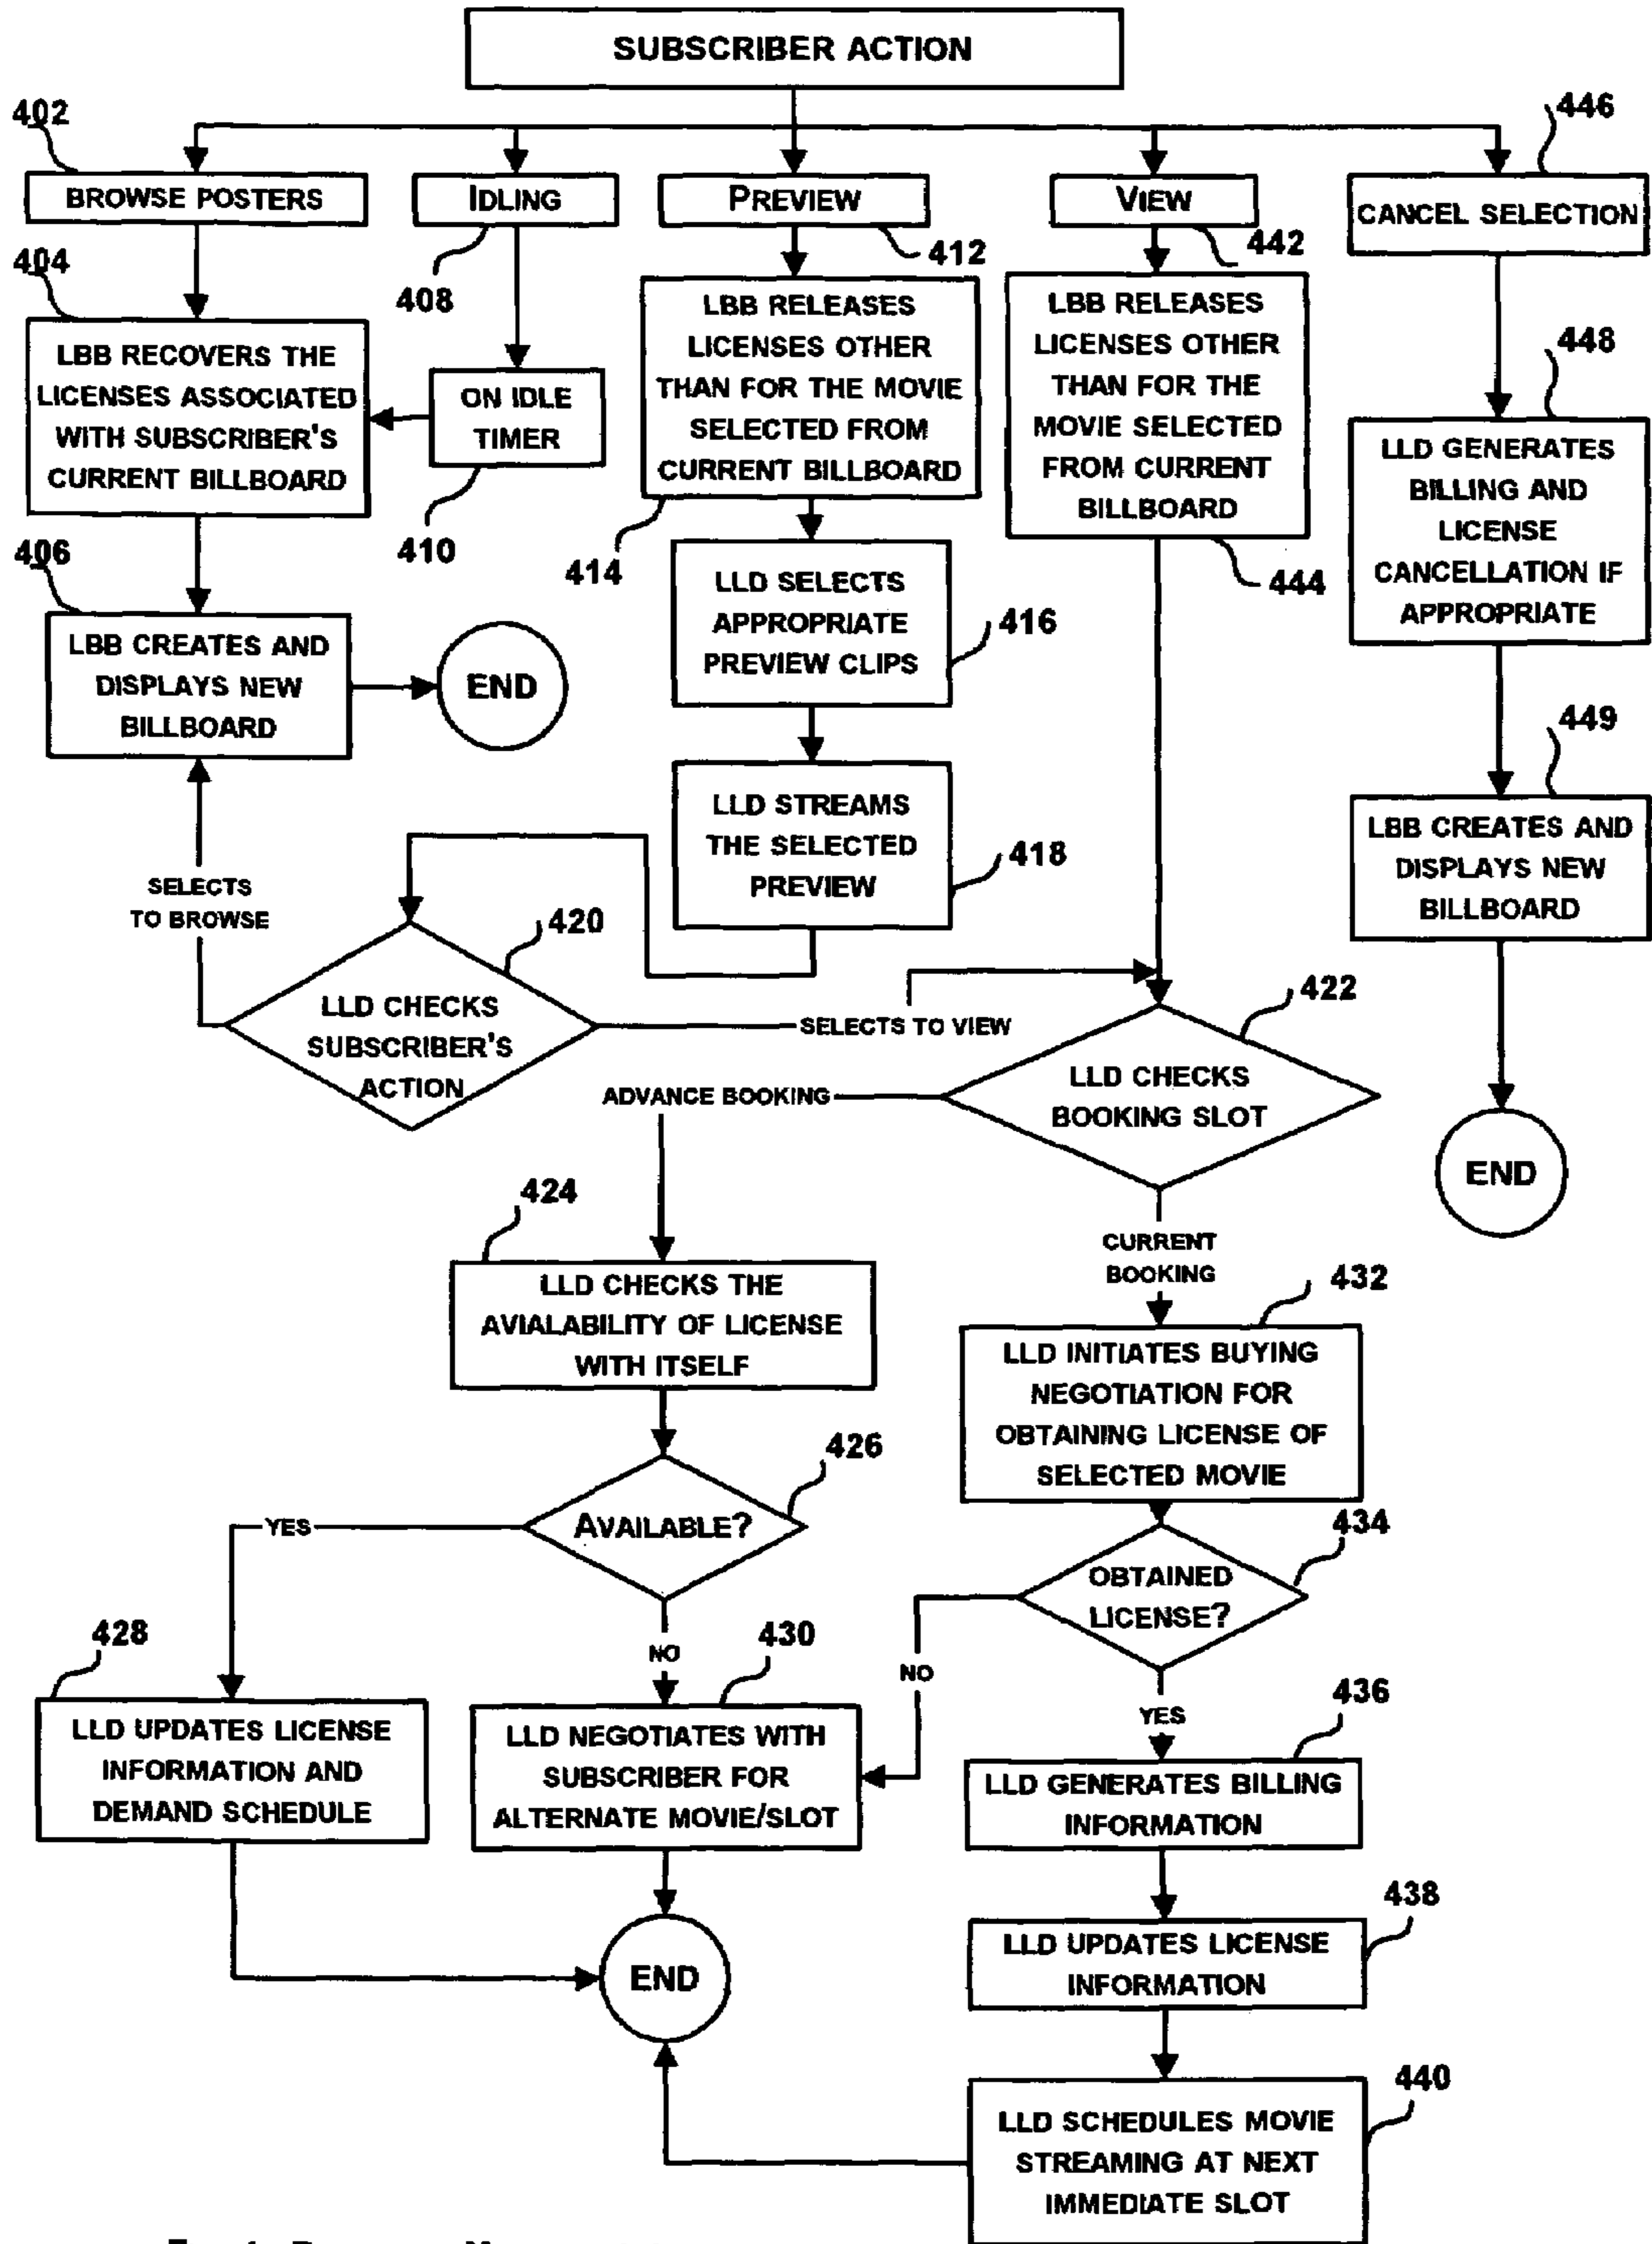 SUBSCRIBER ACTION
402
446
BROWSE POSTERS
IDLING
PREVIEW
VIEW
CANCEL SELECTION
404
408
412
442
LBB RECOVERS THE
LICENSES ASSOCIATED
WITH SUBSCRIBER'S
CURRENT BILLBOARD
ON IDLE
TIMER
410
LBB RELEASES
LICENSES OTHER
THAN FOR THE MOVIE
SELECTED FROM
CURRENT BILLBOARD
414
LBB RELEASES
LICENSES OTHER
THAN FOR THE
MOVIE SELECTED
FROM CURRENT
BILLBOARD
444
448
LLD GENERATES
BILLING AND
LICENSE
CANCELLATION IF
APPROPRIATE
406
LBB CREATES AND
DISPLAYS NEW
BILLBOARD
END
LLD SELECTS
APPROPRIATE
PREVIEW CLIPS
416
449
LLD STREAMS
THE SELECTED
PREVIEW
418
LBB CREATES AND
DISPLAYS NEW
BILLBOARD
SELECTS
TO BROWSE
420
LLD CHECKS
SUBSCRIBER'S
ACTION
SELECTS TO VIEW
422
LLD CHECKS
BOOKING SLOT
ADVANCE BOOKING
END
424
LLD CHECKS THE
AVIALABILITY OF LICENSE
WITH ITSELF
CURRENT
BOOKING
432
LLD INITIATES BUYING
NEGOTIATION FOR
OBTAINING LICENSE OF
SELECTED MOVIE
426
AVAILABLE?
YES
NO
434
OBTAINED
LICENSE?
NO
YES
428
LLD UPDATES LICENSE
INFORMATION AND
DEMAND SCHEDULE
430
LLD NEGOTIATES WITH
SUBSCRIBER FOR
ALTERNATE MOVIE/SLOT
436
LLD GENERATES BILLING
INFORMATION
438
LLD UPDATES LICENSE
INFORMATION
END
440
LLD SCHEDULES MOVIE
STREAMING AT NEXT
IMMEDIATE SLOT